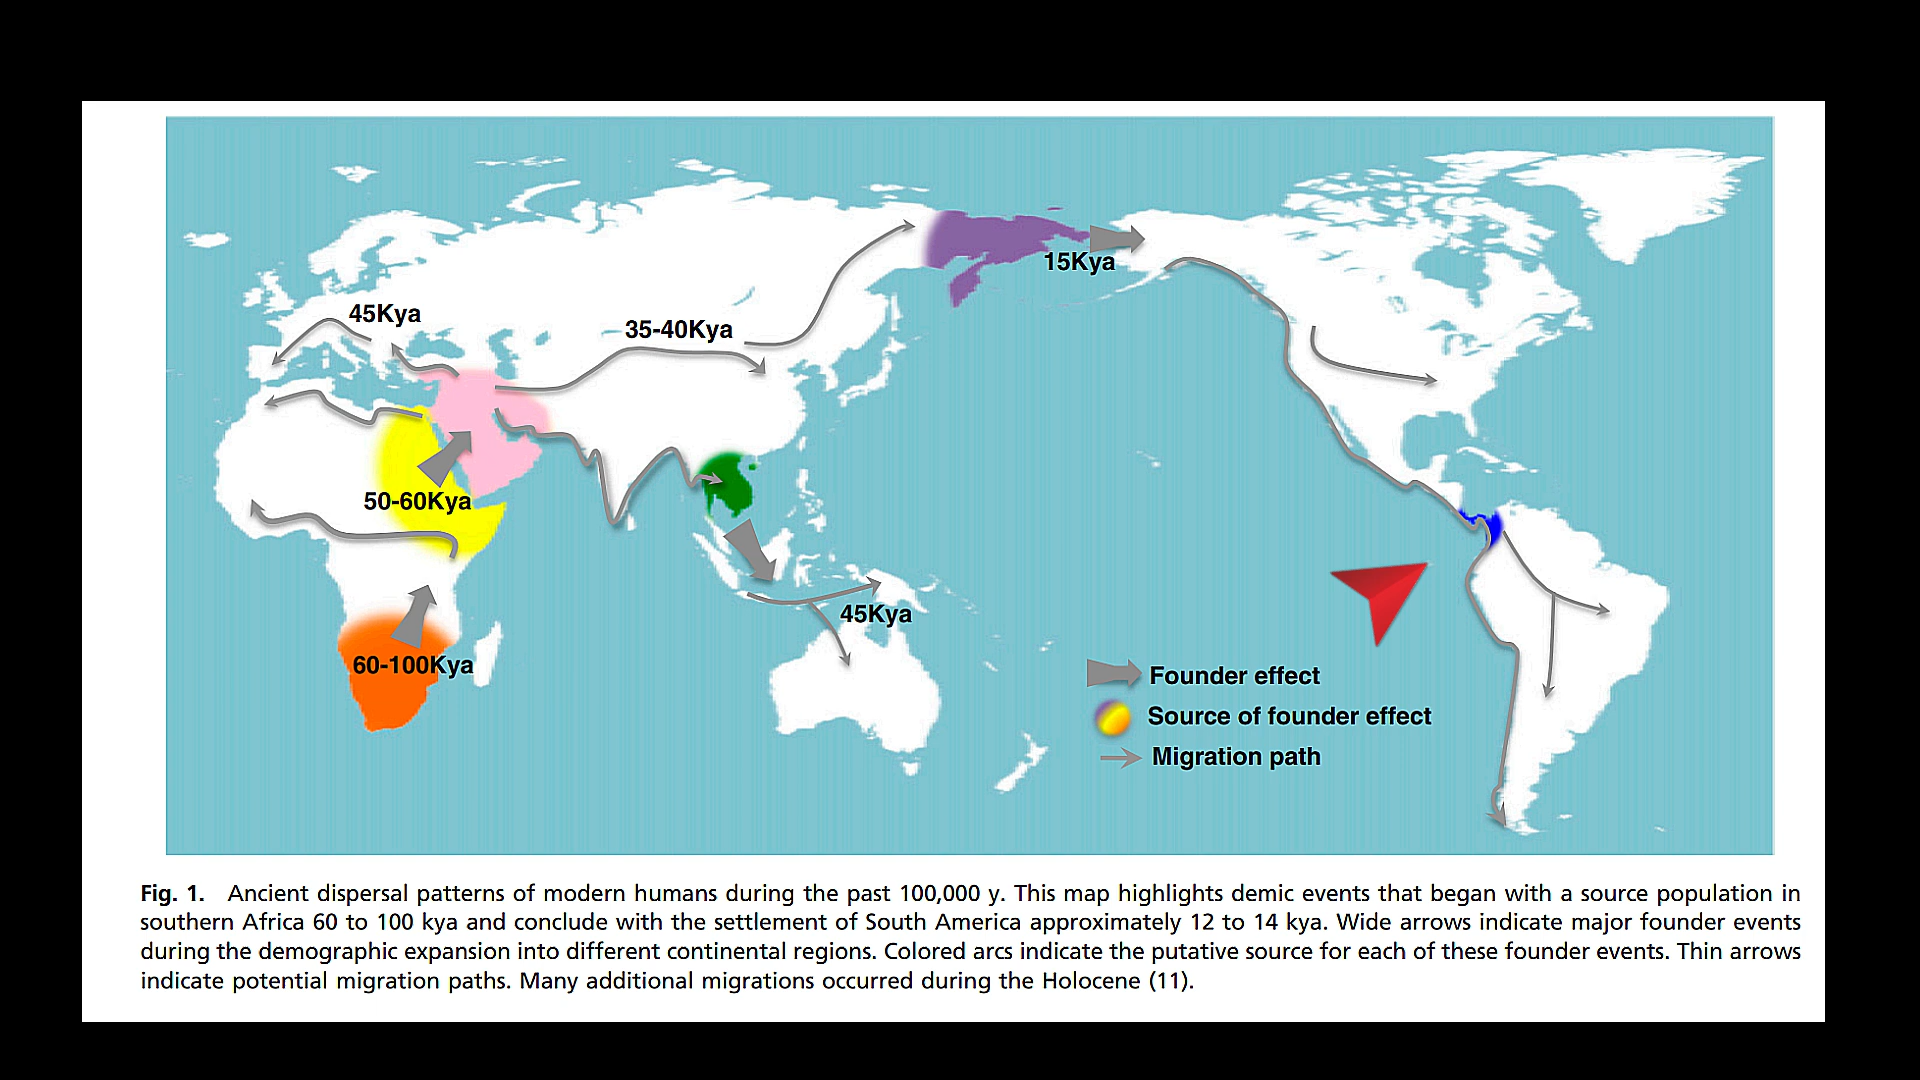 45Kya
35-40Kya
15Kya
50-60Kya
45Kya
60-100Kya
Founder effect
Source of founder effect
Migration path
Fig. 1. Ancient dispersal patterns of modern humans during the past 100,000 y. This map highlights demic events that began with a source population in
southern Africa 60 to 100 kya and conclude with the settlement of South America approximately 12 to 14 kya. Wide arrows indicate major founder events
during the demographic expansion into different continental regions. Colored arcs indicate the putative source for each of these founder events. Thin arrows
indicate potential migration paths. Many additional migrations occurred during the Holocene (11).